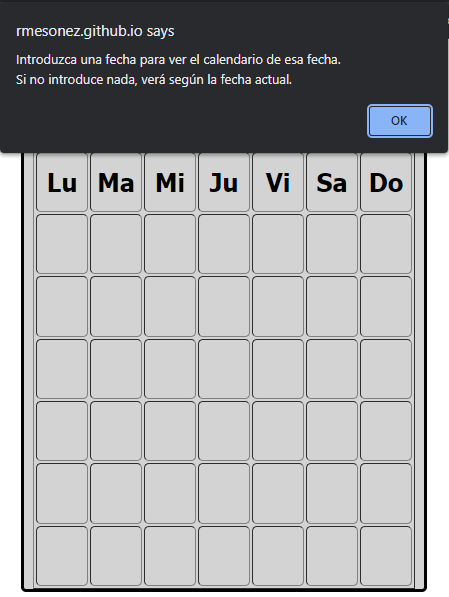 rmesonez.github.io says
Introduzca una fecha para ver el calendario de esa fecha.
Si no introduce nada, verá según la fecha actual.
OK
Lu Ma Mi Ju Vi Sa Do